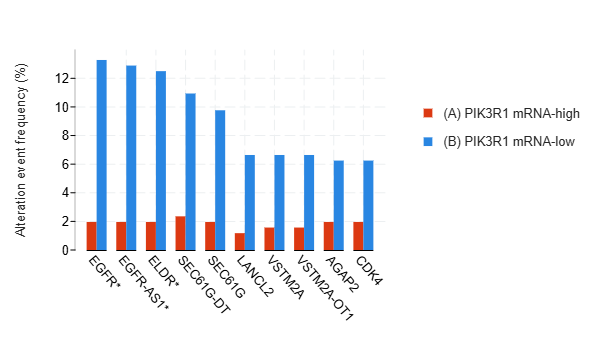 Alteration event frequency (%)
12
10
8
6
4
2
0
EGFR*
EGFR-AS1*
ELDR*
SEC61G-DT
SEC61G
LANCL2
VSTM2A
VSTM2A-OT1
AGAP2
CDK4
(A) PIK3R1 mRNA-high
(B) PIK3R1 mRNA-low